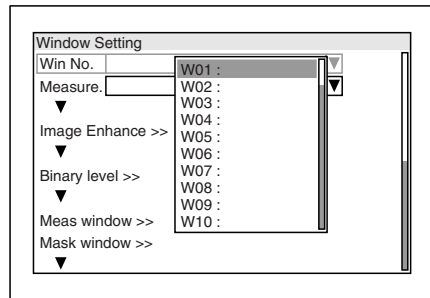 Window Setting
Win No.
W01 :
Measure.
W02 :
W03 :
Image Enhance >>
W04 :
W05 :
W06 :
Binary level >>
W07 :
W08 :
W09 :
Meas window >>
W10 :
Mask window >>